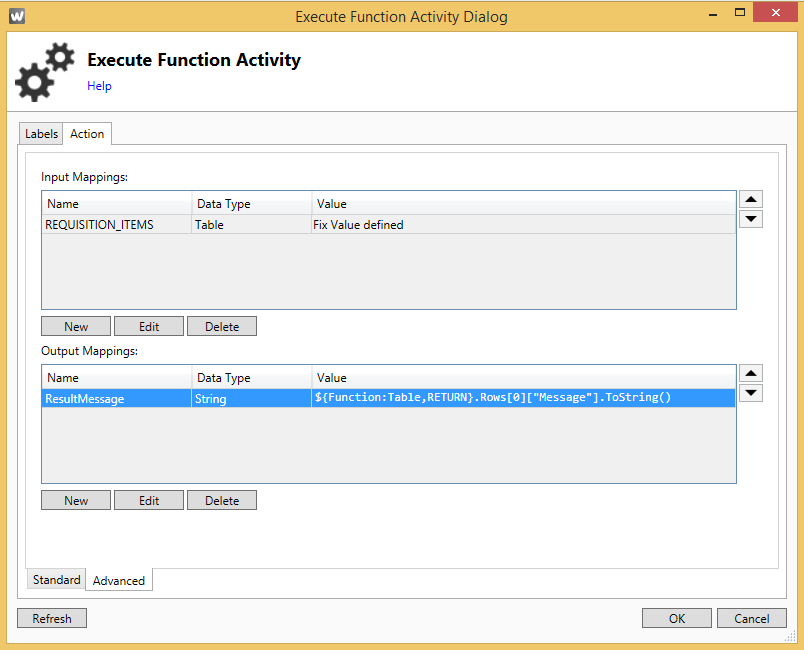 W
Execute Function Activity Dialog
Execute Function Activity
Help
Labels Action
Input Mappings:
Name Data Type Value
REQUISITION_ITEMS Table Fix Value defined
New Edit Delete
Output Mappings:
Name Data Type Value
ResultMessage String ${Function:Table,RETURN}.Rows[0]["Message"].ToString()
New Edit Delete
Standard Advanced
Refresh OK Cancel